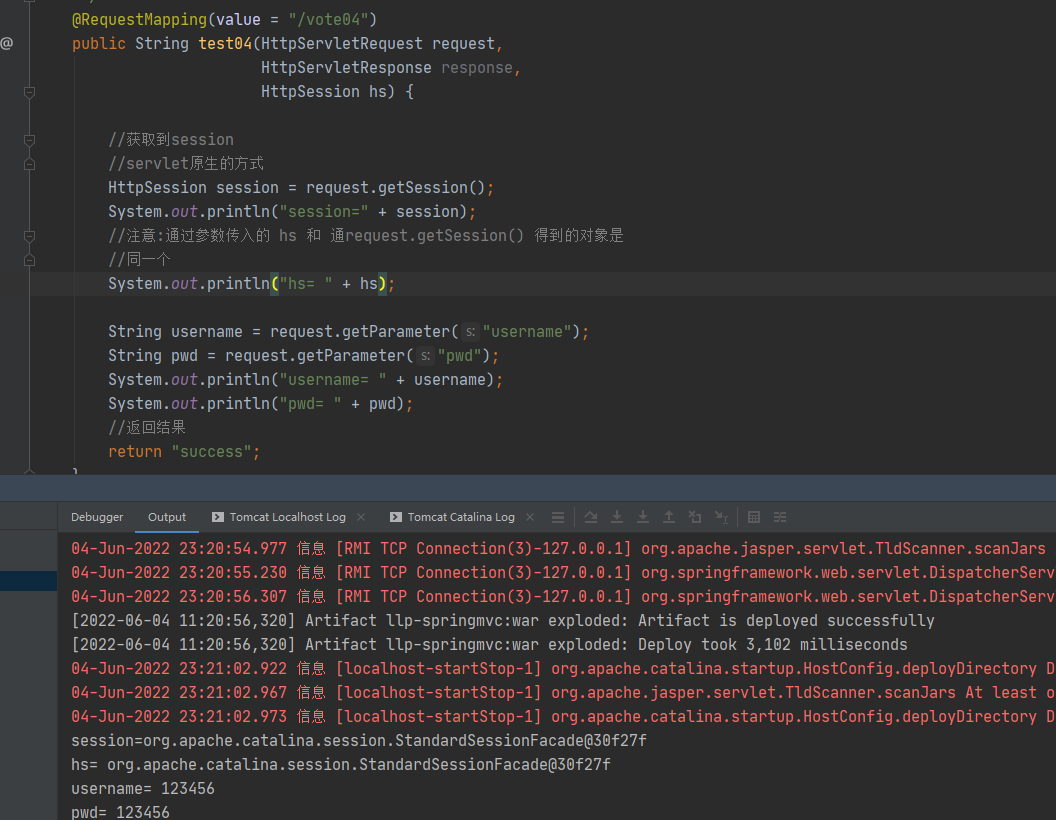 @RequestMapping(value = "/vote04")
@
public String test04(HttpServletRequest request,
HttpServletResponse response,
HttpSession hs) {
//获取到session
//servlet原生的方式
HttpSession session = request.getSession();
System.out.println("session=" + session);
//注意:通过参数传入的 hs 和 通request.getSession() 得到的对象是
//同一个
System.out.println("hs= " + hs);
String username = request.getParameter( s: "username");
String pwd = request.getParameter( s: "pwd");
System.out.println("username= " + username);
System.out.println("pwd= " + pwd);
//返回结果
return "success";
}
Debugger Output Tomcat Localhost Log × Tomcat Catalina Log ×
04-Jun-2022 23:20:54.977 信息 [RMI TCP Connection(3)-127.0.0.1] org.apache.jasper.servlet.TldScanner.scanJars
04-Jun-2022 23:20:55.230 信息 [RMI TCP Connection(3)-127.0.0.1] org.springframework.web.servlet.DispatcherServ
04-Jun-2022 23:20:56.307 信息 [RMI TCP Connection(3)-127.0.0.1] org.springframework.web.servlet.DispatcherServ
[2022-06-04 11:20:56,320] Artifact llp-springmvc:war exploded: Artifact is deployed successfully
[2022-06-04 11:20:56,320] Artifact llp-springmvc:war exploded: Deploy took 3,102 milliseconds
04-Jun-2022 23:21:02.922 信息 [localhost-startStop-1] org.apache.catalina.startup.HostConfig.deployDirectory D
04-Jun-2022 23:21:02.967 信息 [localhost-startStop-1] org.apache.jasper.servlet.TldScanner.scanJars At least o
04-Jun-2022 23:21:02.973 信息 [localhost-startStop-1] org.apache.catalina.startup.HostConfig.deployDirectory D
session=org.apache.catalina.session.StandardSessionFacade@30f27f
hs= org.apache.catalina.session.StandardSessionFacade@30f27f
username= 123456
pwd= 123456